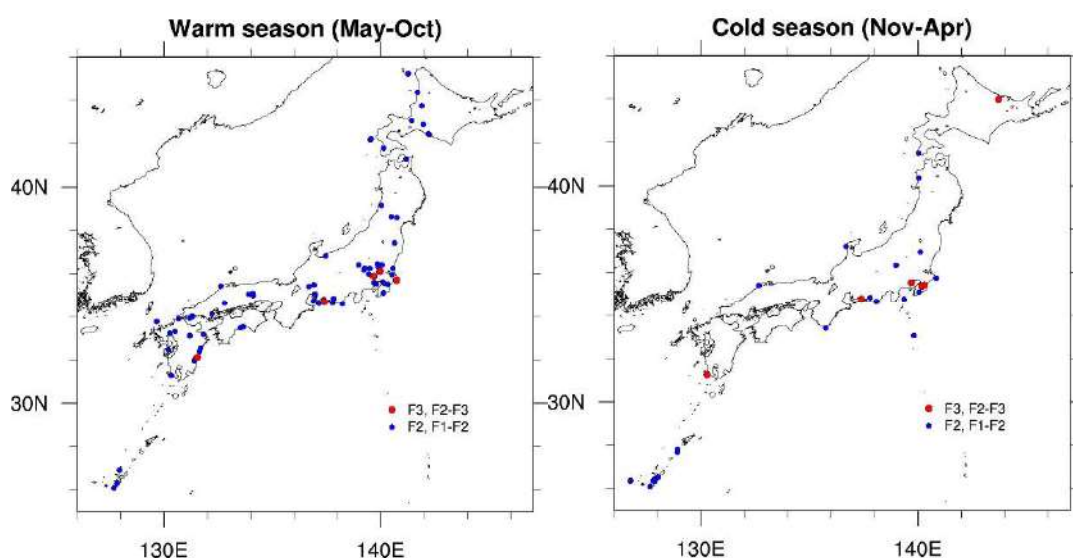 Warm season (May-Oct)
40N
30N
130E
140E
F3, F2-F3
F2, F1-F2
Cold season (Nov-Apr)
40N
30N
130E
140E
F3, F2-F3
F2, F1-F2